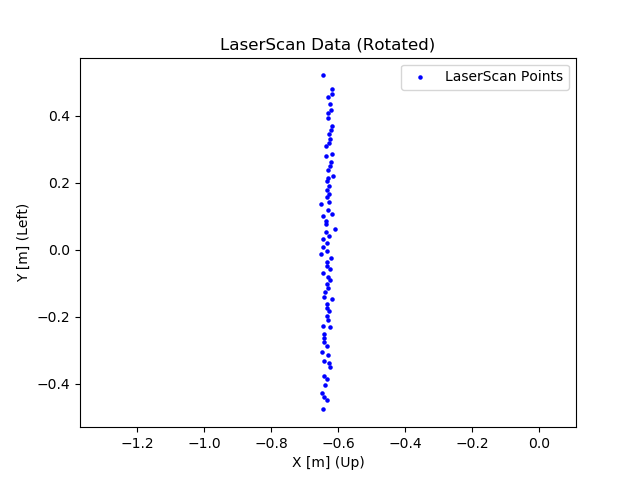 LaserScan Data (Rotated)
LaserScan Points
0.4
0.2
0.0
−0.2
−0.4
Y [m] (Left)
−1.2 −1.0 −0.8 −0.6 −0.4 −0.2 0.0
X [m] (Up)